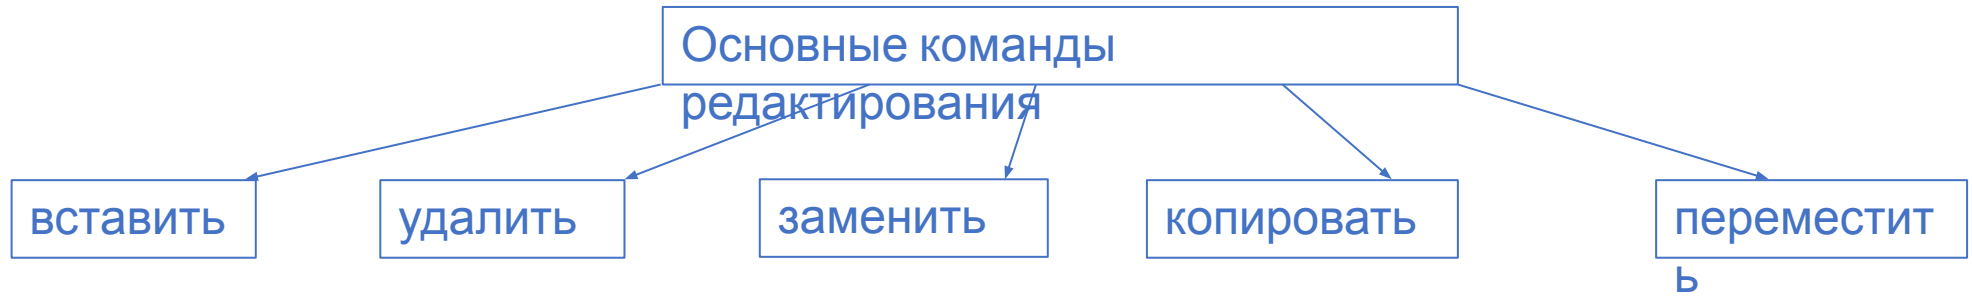 Основные команды
редактирования
вставить
удалить
заменить
копировать
переместит
ь